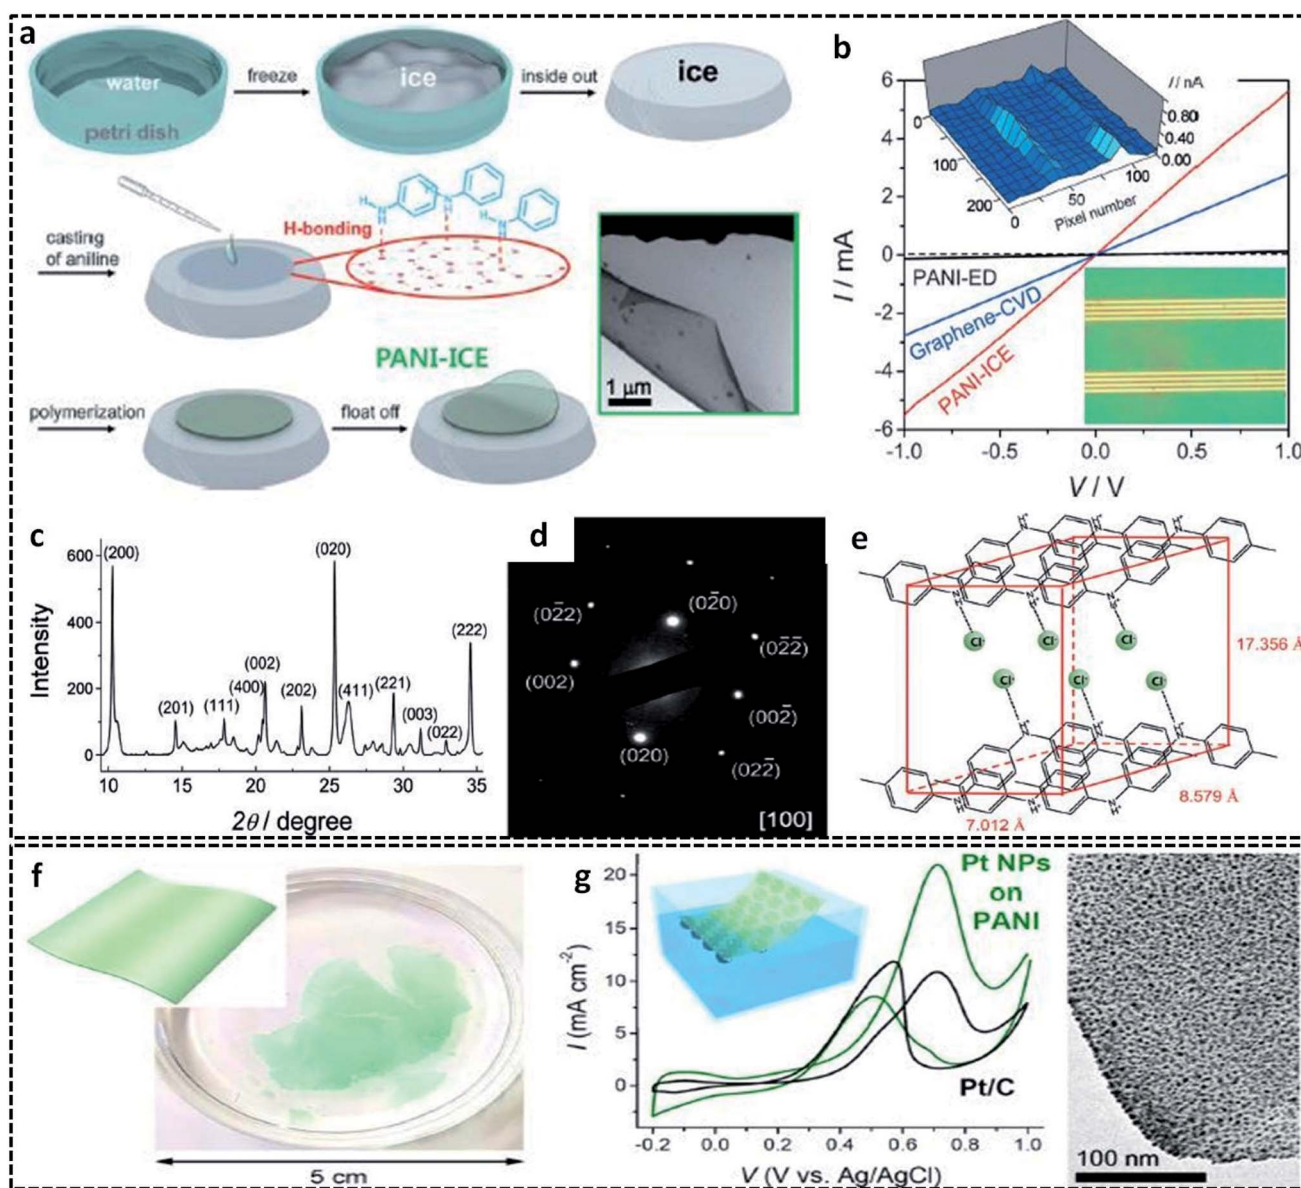 a
water
petri dish
freeze
ice
inside out
ice
casting
of aniline
H-bonding
H
N
N
H
N
PANI-ICE
1 μm
polymerization
float off
b
I / mA
6
4
2
0
-2
-4
-6
-1.0
-0.5
0.0
0.5
1.0
V / V
I / nA
0.80
0.40
0.00
0
100
200
0
50
100
Pixel number
PANI-ED
Graphene-CVD
PANI-ICE
c
Intensity
600
400
200
0
10
15
20
25
30
35
2θ / degree
(200)
(201)
(111)
(400)
(002)
(202)
(020)
(411)
(221)
(003)
(022)
(222)
d
(02̄2)
(02̄0)
(02̄2̄)
(002)
(002̄)
(020)
(022̄)
[100]
e
Cl
Cl
Cl
Cl
Cl
Cl
17.356 Å
8.579 Å
7.012 Å
f
5 cm
g
I (mA cm⁻²)
20
15
10
5
0
-0.2
0.0
0.2
0.4
0.6
0.8
1.0
V (V vs. Ag/AgCl)
Pt NPs
on
PANI
Pt/C
100 nm